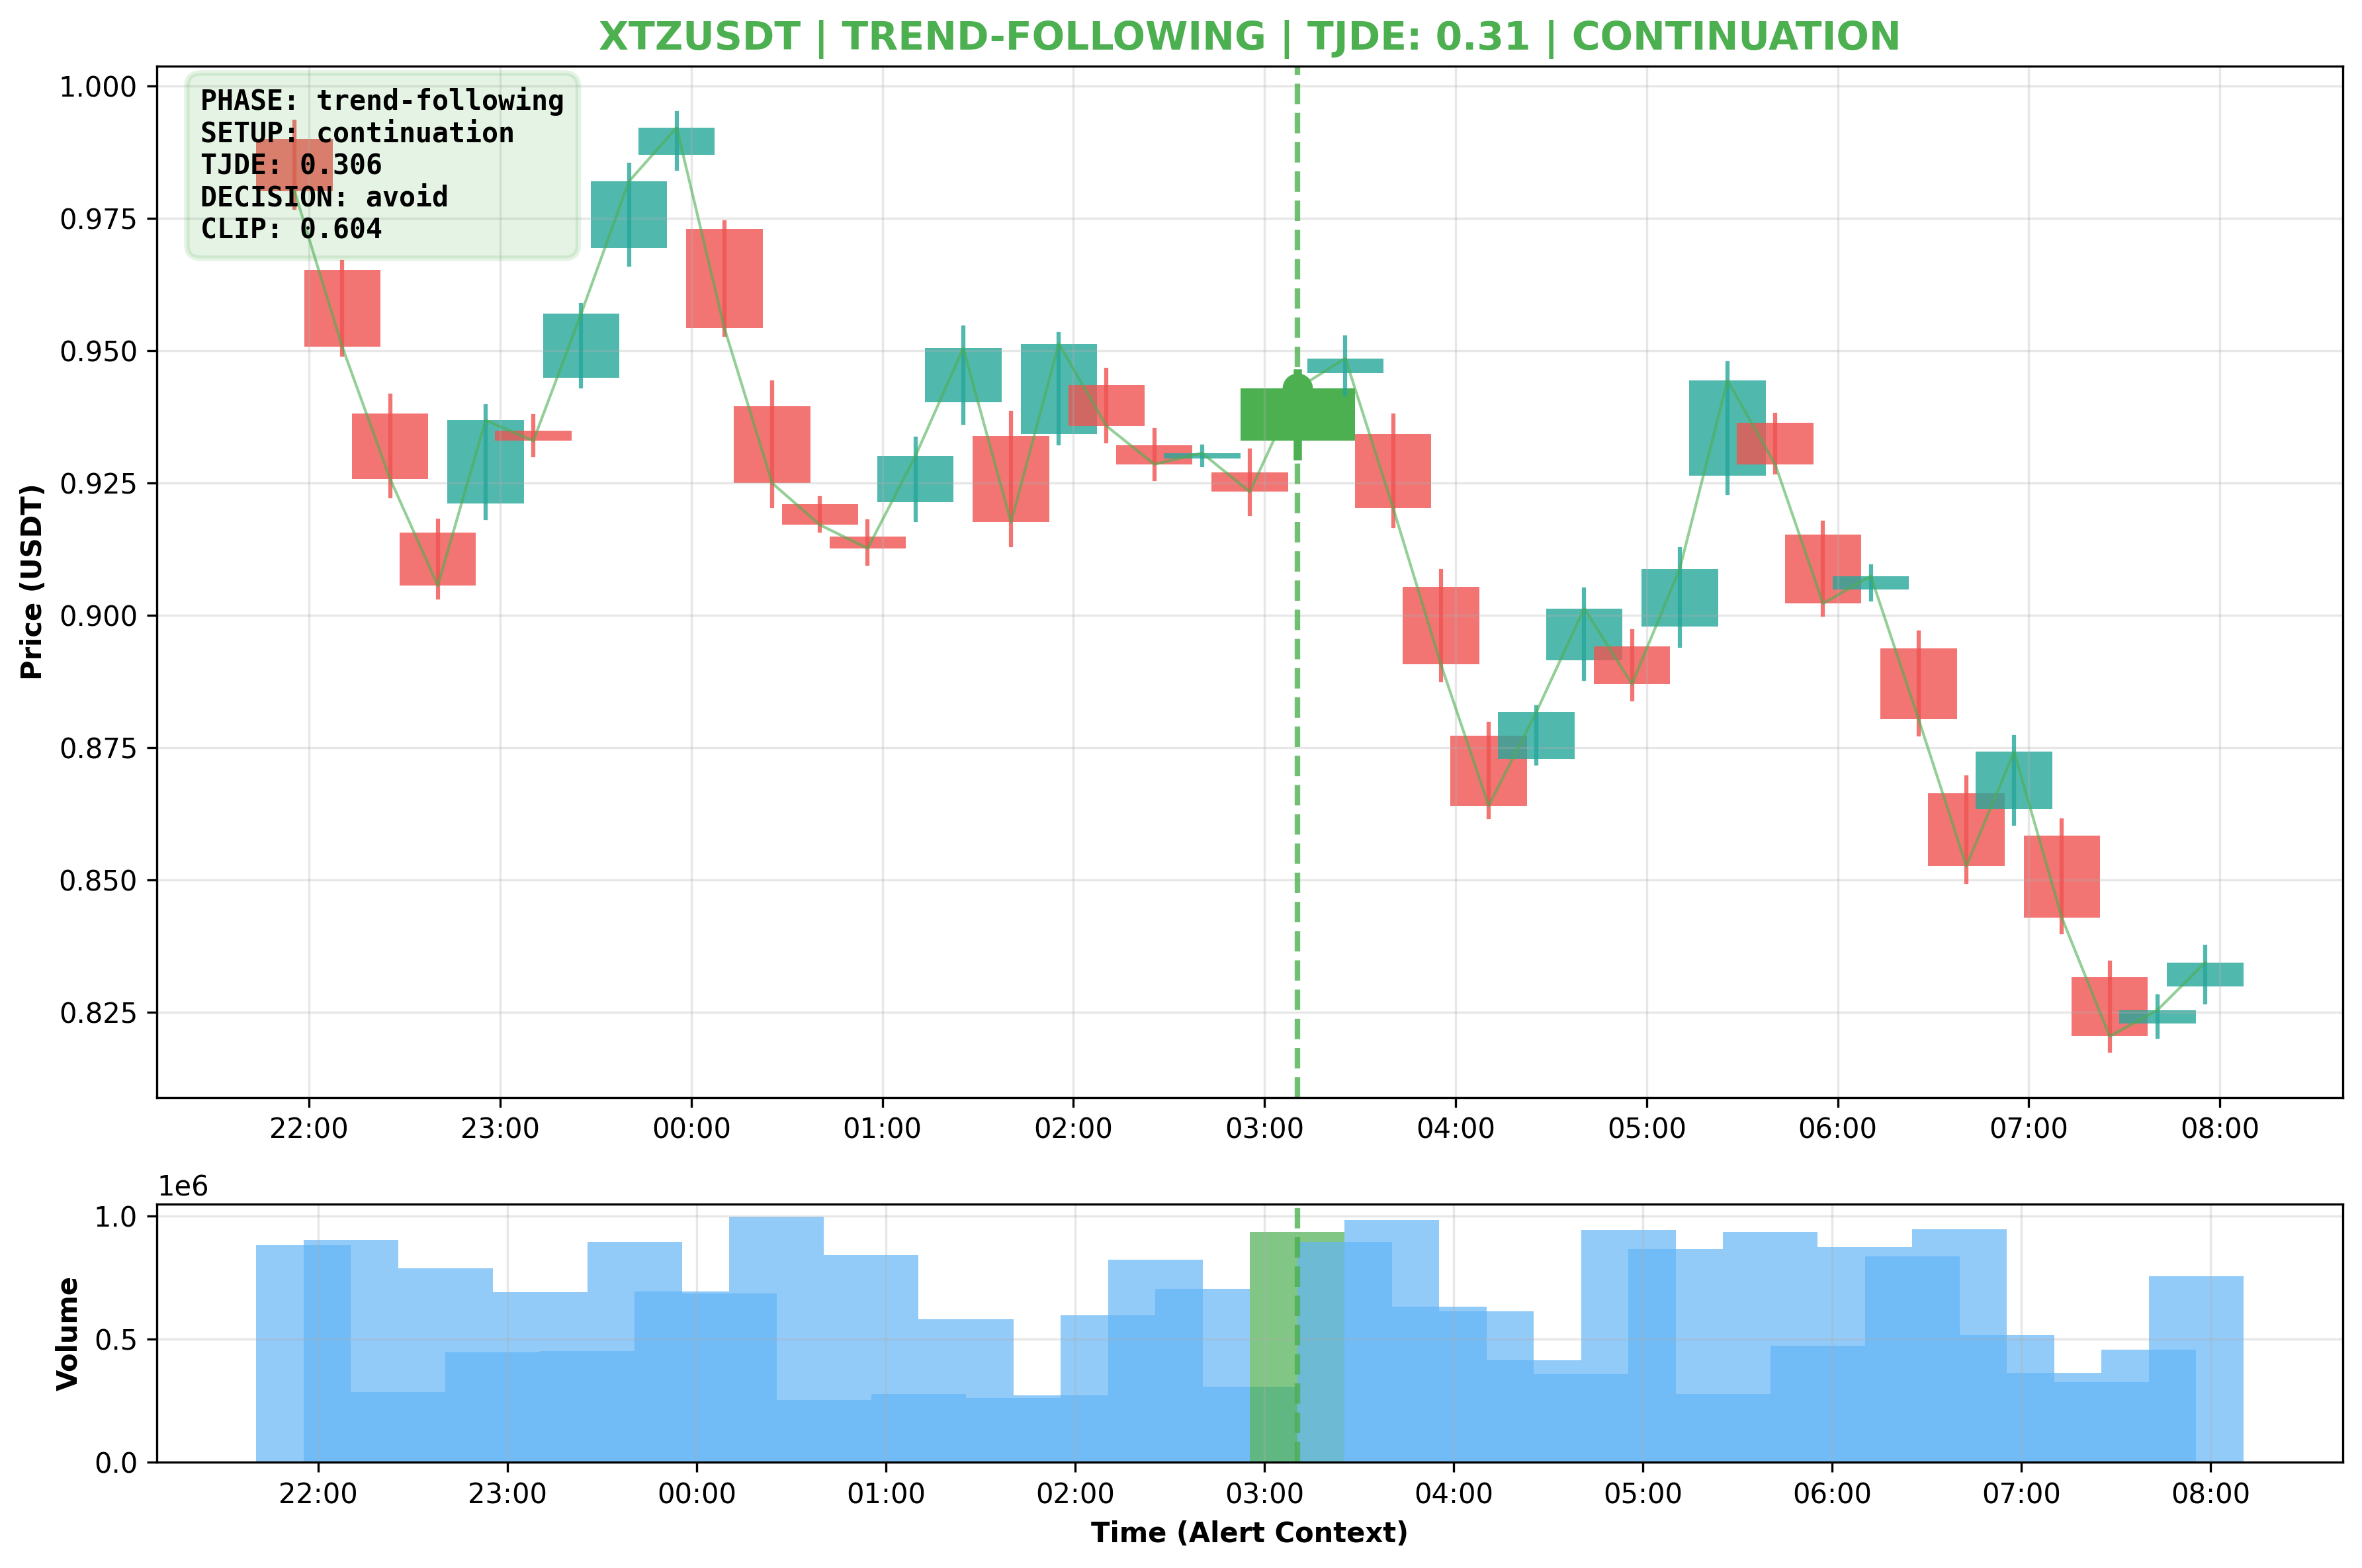 XTZUSDT | TREND-FOLLOWING | TJDE: 0.31 | CONTINUATION
PHASE: trend-following
SETUP: continuation
TJDE: 0.306
DECISION: avoid
CLIP: 0.604
Price (USDT)
1.000
0.975
0.950
0.925
0.900
0.875
0.850
0.825
22:00 23:00 00:00 01:00 02:00 03:00 04:00 05:00 06:00 07:00 08:00
1e6
Volume
1.0
0.5
0.0
22:00 23:00 00:00 01:00 02:00 03:00 04:00 05:00 06:00 07:00 08:00
Time (Alert Context)